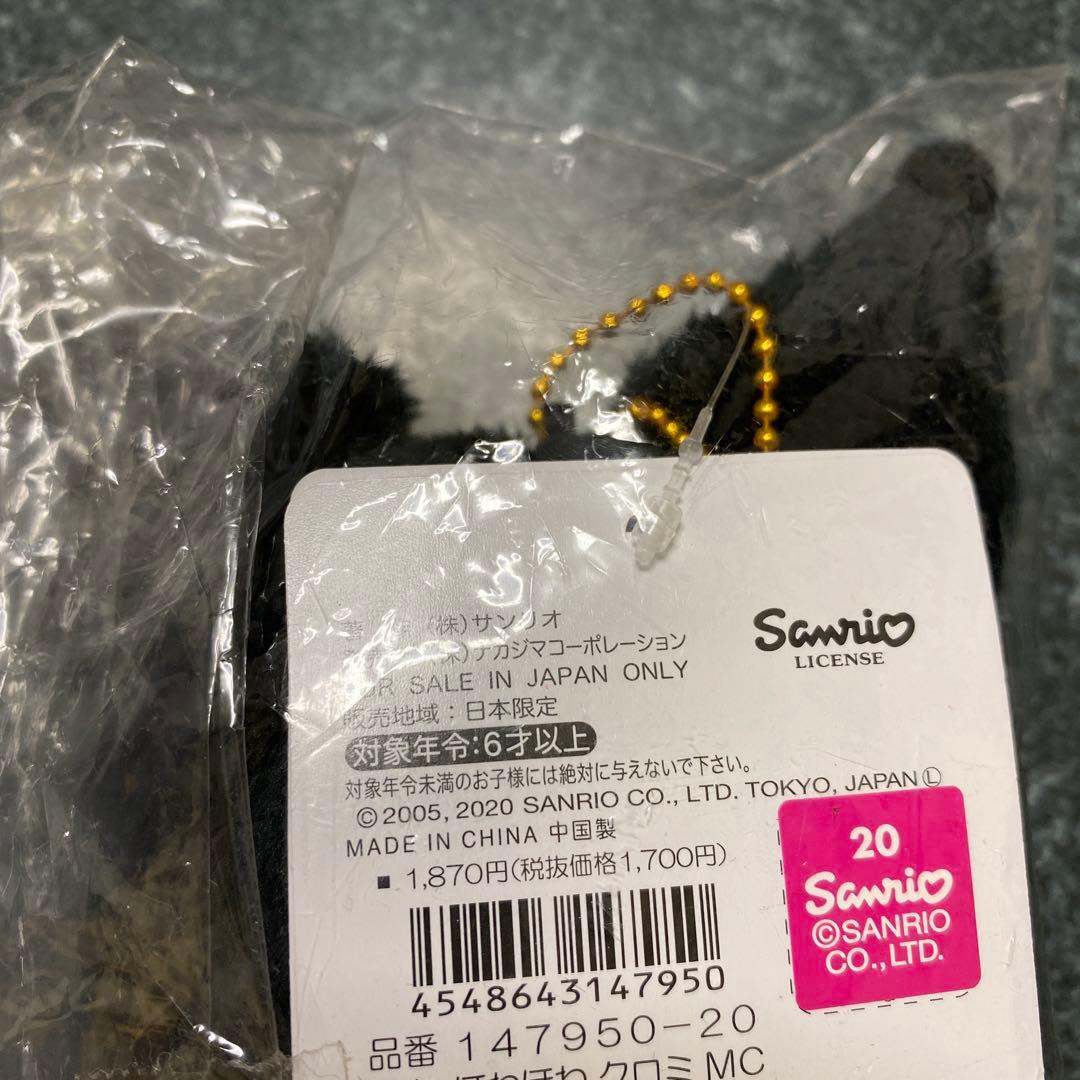 (株)サンリオ
ナカジマコーポレーション
SALE IN JAPAN ONLY
販売地域:日本限定
対象年令:6才以上
対象年令未満のお子様には絶対に与えないで下さい。
©2005, 2020 SANRIO CO., LTD. TOKYO, JAPAN Ⓛ
MADE IN CHINA 中国製
■ 1,870円(税抜価格1,700円)
4548643147950
品番 147950-20
クロミ MC
Sanrio
LICENSE
20
Sanrio
©SANRIO
CO., LTD.